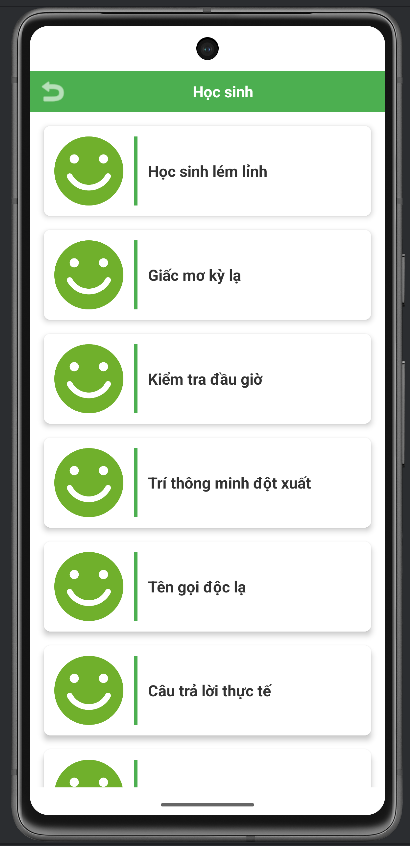 Học sinh
Học sinh lém lỉnh
Giấc mơ kỳ lạ
Kiểm tra đầu giờ
Trí thông minh đột xuất
Tên gọi độc lạ
Câu trả lời thực tế